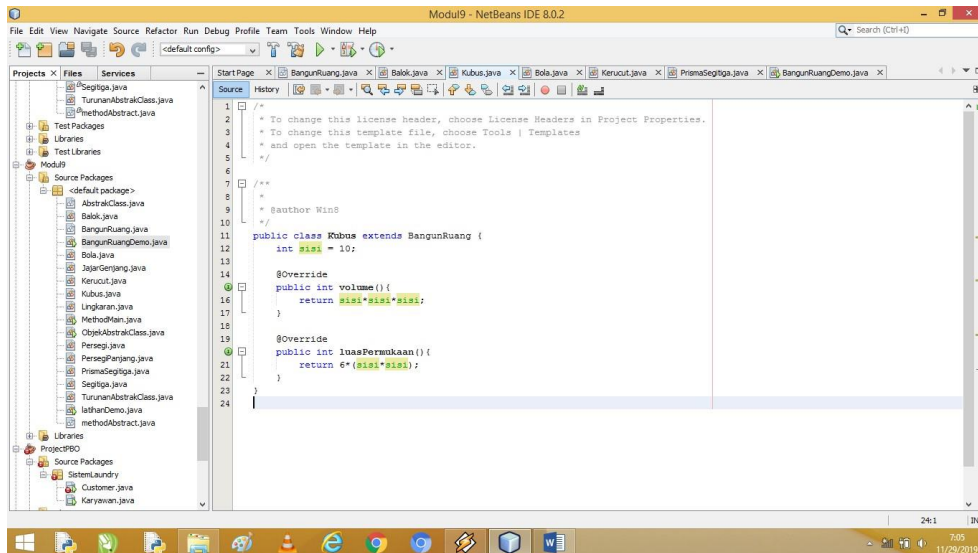 Modul9 - NetBeans IDE 8.0.2
File Edit View Navigate Source Refactor Run Debug Profile Team Tools Window Help
Search (Ctrl+I)
<default config>
Projects Files Services
Segitiga.java
TurunanAbstrakClass.java
methodAbstract.java
Test Packages
Libraries
Test Libraries
Modul9
Source Packages
<default package>
AbstrakClass.java
Balok.java
BangunRuang.java
BangunRuangDemo.java
Bola.java
JajarGenjang.java
Kerucut.java
Kubus.java
Lingkaran.java
MethodMain.java
ObjekAbstrakClass.java
Persegi.java
PersegiPanjang.java
PrismaSegitiga.java
Segitiga.java
TurunanAbstrakClass.java
latihanDemo.java
methodAbstract.java
Libraries
ProjectPBO
Source Packages
SistemLaundry
Customer.java
Karyawan.java
Start Page BangunRuang.java Balok.java Kubus.java Bola.java Kerucut.java PrismaSegitiga.java BangunRuangDemo.java
Source History
1 /*
2 * To change this license header, choose License Headers in Project Properties.
3 * To change this template file, choose Tools | Templates
4 * and open the template in the editor.
5 */
6
7 /**
8 *
9 * @author Win8
10 */
11 public class Kubus extends BangunRuang {
12 int sisi = 10;
13
14 @Override
public int volume(){
16 return sisi*sisi*sisi;
17 }
18
19 @Override
public int luasPermukaan(){
21 return 6*(sisi*sisi);
22 }
23 }
24
24:1 IN
7:05
11/29/2019